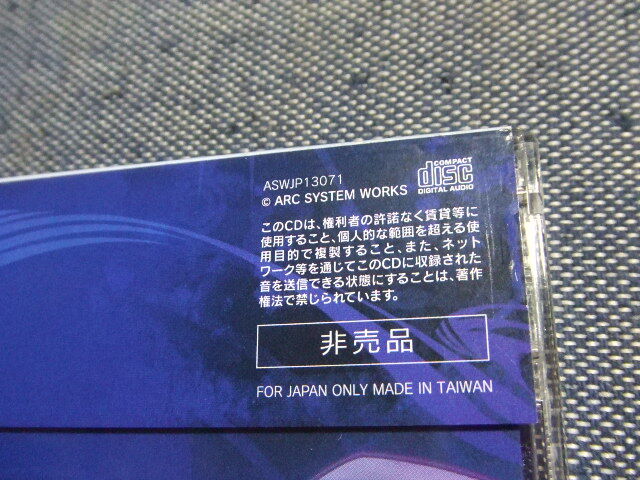 ASWJP13071
© ARC SYSTEM WORKS
COMPACT
disc
DIGITAL AUDIO
このCDは、権利者の許諾なく賃貸等に
使用すること、個人的な範囲を超える使
用目的で複製すること、また、ネット
ワーク等を通じてこのCDに収録された
音を送信できる状態にすることは、著作
権法で禁じられています。
非売品
FOR JAPAN ONLY MADE IN TAIWAN